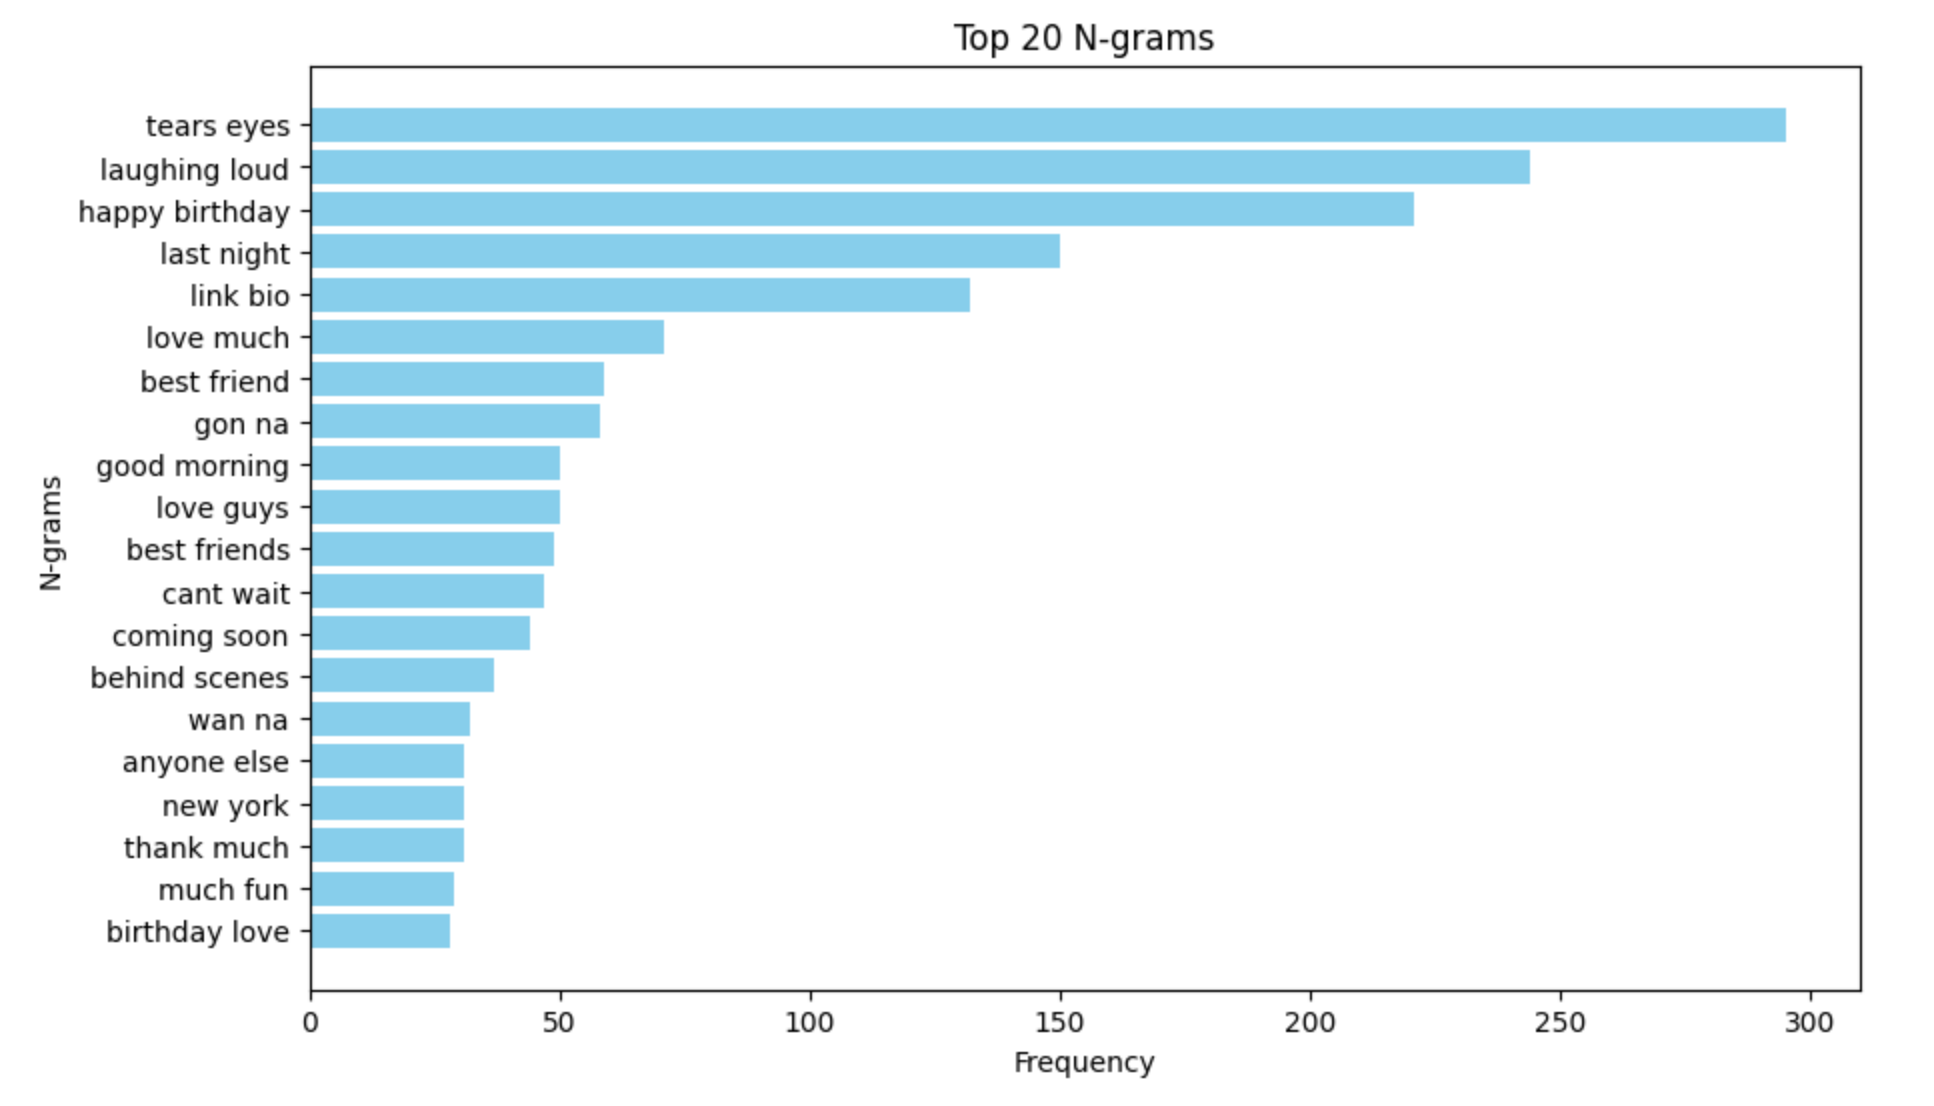 Top 20 N-grams
tears eyes
laughing loud
happy birthday
last night
link bio
love much
best friend
gon na
good morning
love guys
best friends
cant wait
coming soon
behind scenes
wan na
anyone else
new york
thank much
much fun
birthday love
N-grams
0 50 100 150 200 250 300
Frequency